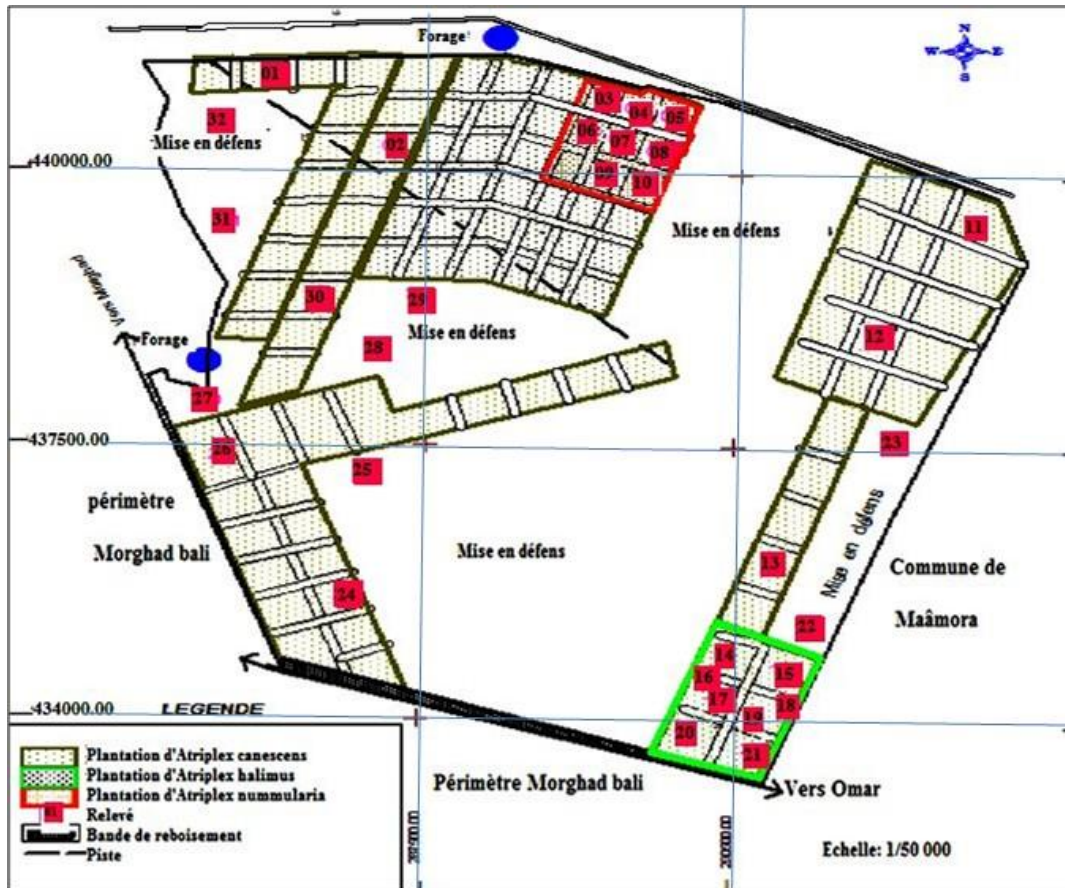 Forage
N
W E
S
01
03
04
05
32
06
07
08
Mise en défens
02
440000.00
09
10
31
Mise en défens
11
Vers Morghad
30
29
Mise en défens
12
Forage
28
27
437500.00
26
23
25
périmètre
Morghad bali
Mise en défens
Mise en défens
Commune de
Maâmora
13
24
22
14
15
16
17
18
434000.00
LEGENDE
19
20
21
Plantation d'Atriplex canescens
Plantation d'Atriplex halimus
Plantation d'Atriplex nummularia
Relevé
Bande de reboisement
Piste
Périmètre Morghad bali
Vers Omar
Echelle: 1/50 000